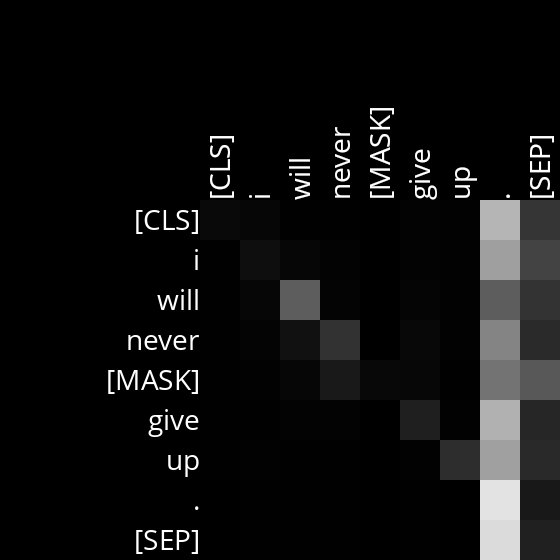 [CLS] i will never [MASK] give up . [SEP]
[CLS]
i
will
never
[MASK]
give
up
.
[SEP]